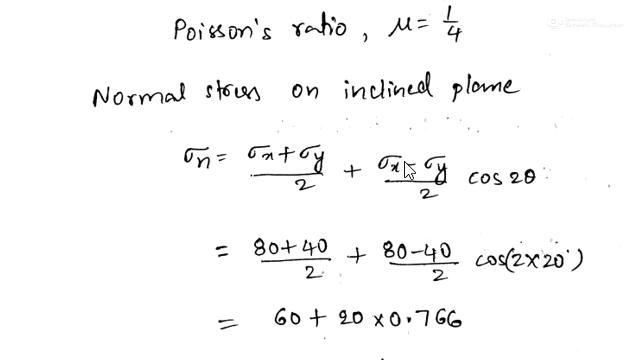 Poisson's ratio, μ = 1/4
Normal stress on inclined plane
σn = σx + σy / 2 + σx - σy / 2 cos 2θ
= 80+40 / 2 + 80-40 / 2 cos(2×20°)
= 60 + 20 × 0.766